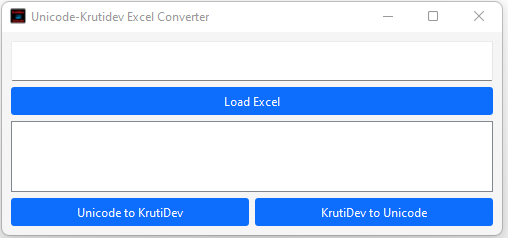 Unicode-Krutidev Excel Converter
Load Excel
Unicode to KrutiDev KrutiDev to Unicode